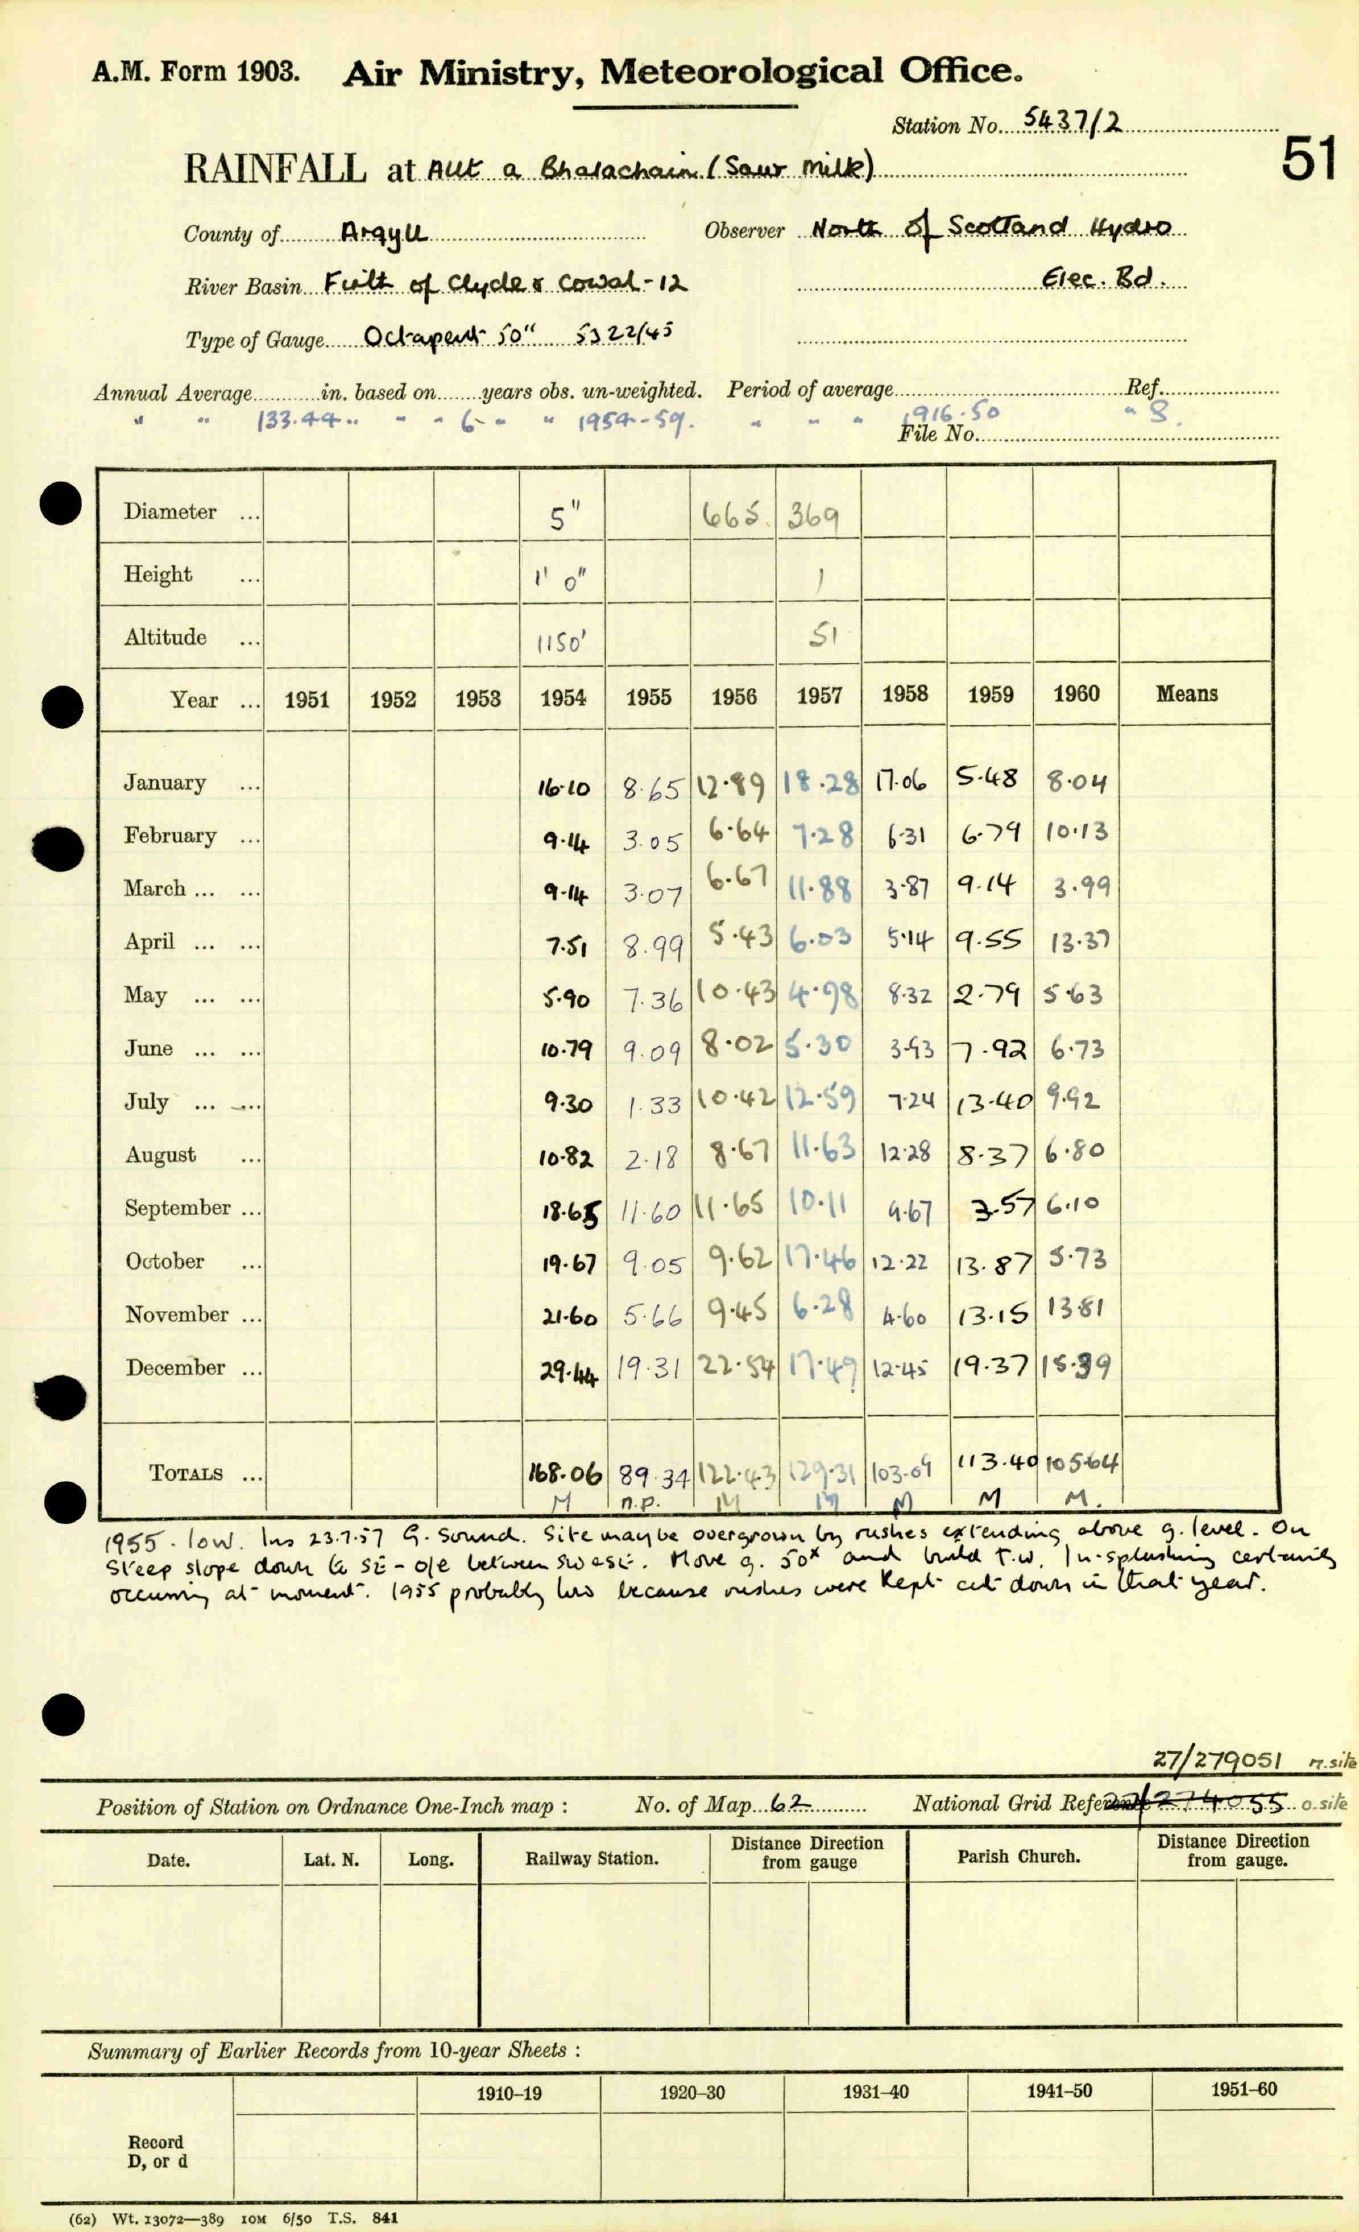 A.M. Form 1903. Air Ministry, Meteorological Office.
Station No. 5437/2
51
RAINFALL at Allt a Bhalachain (Sour Milk)
County of Argyll Observer North of Scotland Hydro
River Basin Firth of Clyde & Cowal-12 Elec. Bd.
Type of Gauge Octapent 50" 5322/45
Annual Average in. based on years obs. un-weighted. Period of average Ref.
" " 133.44 " " " 6 " " 1954-59. " " " 1916-50 " S.
File No.
Diameter ... 5" 665. 369
Height ... 1' 0" 1
Altitude ... 1150' 51
Year ... 1951 1952 1953 1954 1955 1956 1957 1958 1959 1960 Means
January ... 16.10 8.65 12.89 18.28 17.06 5.48 8.04
February ... 9.14 3.05 6.64 7.28 6.31 6.79 10.13
March ... ... 9.14 3.07 6.67 11.88 3.87 9.14 3.99
April ... ... 7.51 8.99 5.43 6.03 5.14 9.55 13.37
May ... ... 5.90 7.36 10.43 4.98 8.32 2.79 5.63
June ... ... 10.79 9.09 8.02 5.30 3.93 7.92 6.73
July ... ... 9.30 1.33 10.42 12.59 7.24 13.40 9.92
August ... 10.82 2.18 8.67 11.63 12.28 8.37 6.80
September ... 18.65 11.60 11.65 10.11 9.67 3.57 6.10
October ... 19.67 9.05 9.62 17.46 12.22 13.87 5.73
November ... 21.60 5.66 9.45 6.28 4.60 13.15 13.81
December ... 29.44 19.31 22.54 17.49 12.45 19.37 15.39
TOTALS ... 168.06 89.34 122.43 129.31 103.09 113.40 105.64
M n.p. M M M M M.
1955 - low. Ins 23.7.57 G. Sound. Site maybe overgrown by rushes extending above g. level. On
Steep slope down to SE - o/e between SW & SE. Move g. 50x and build T.W. In-splashing certainly
occurring at moment. 1955 probably low because rushes were kept cut down in that year.
27/279051 n. site
Position of Station on Ordnance One-Inch map : No. of Map 62 National Grid Reference 27/274055 o. site
Date. Lat. N. Long. Railway Station. Distance from gauge Direction Parish Church. Distance from gauge. Direction
Summary of Earlier Records from 10-year Sheets :
1910–19 1920–30 1931–40 1941–50 1951–60
Record
D, or d
(62) Wt. 13072—389 10M 6/50 T.S. 841